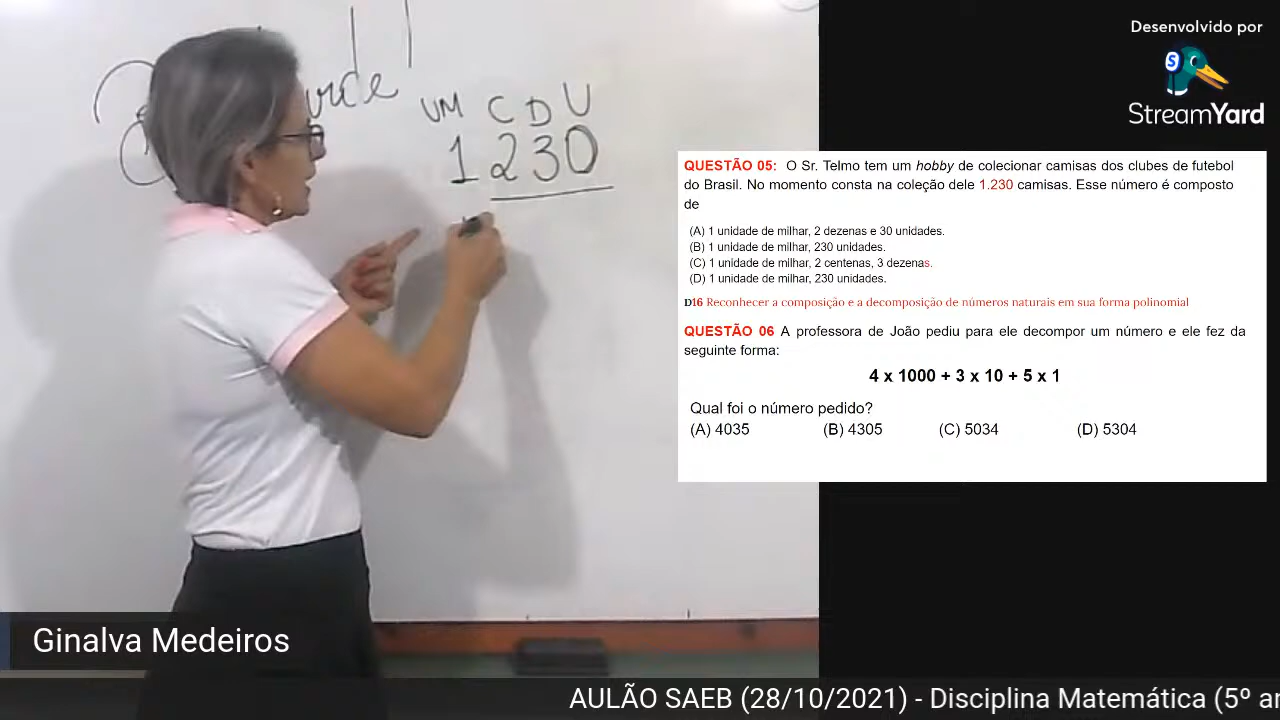 UM C D U
1230
Desenvolvido por
S
StreamYard
QUESTÃO 05: O Sr. Telmo tem um hobby de colecionar camisas dos clubes de futebol
do Brasil. No momento consta na coleção dele 1.230 camisas. Esse número é composto
de
(A) 1 unidade de milhar, 2 dezenas e 30 unidades.
(B) 1 unidade de milhar, 230 unidades.
(C) 1 unidade de milhar, 2 centenas, 3 dezenas.
(D) 1 unidade de milhar, 230 unidades.
D16 Reconhecer a composição e a decomposição de números naturais em sua forma polinomial
QUESTÃO 06 A professora de João pediu para ele decompor um número e ele fez da
seguinte forma:
4 x 1000 + 3 x 10 + 5 x 1
Qual foi o número pedido?
(A) 4035 (B) 4305 (C) 5034 (D) 5304
Ginalva Medeiros
AULÃO SAEB (28/10/2021) - Disciplina Matemática (5º an